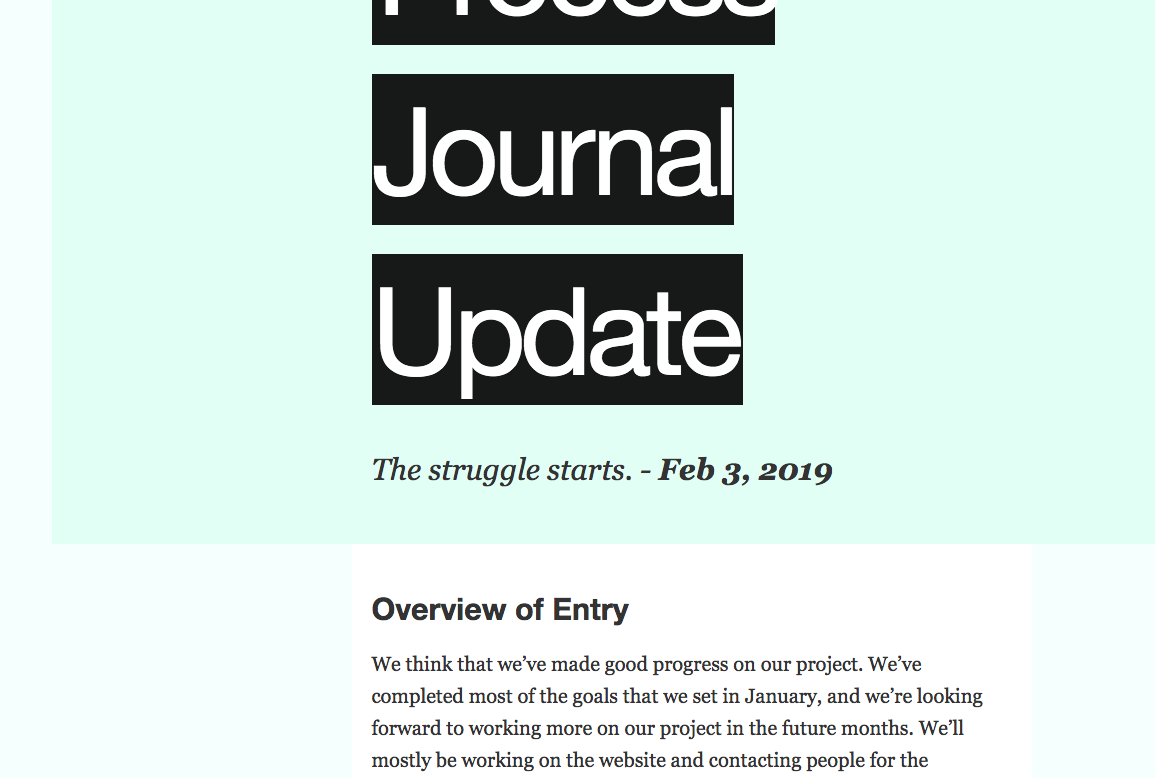 Process
Journal
Update
The struggle starts. - Feb 3, 2019
Overview of Entry
We think that we’ve made good progress on our project. We’ve
completed most of the goals that we set in January, and we’re looking
forward to working more on our project in the future months. We’ll
mostly be working on the website and contacting people for the